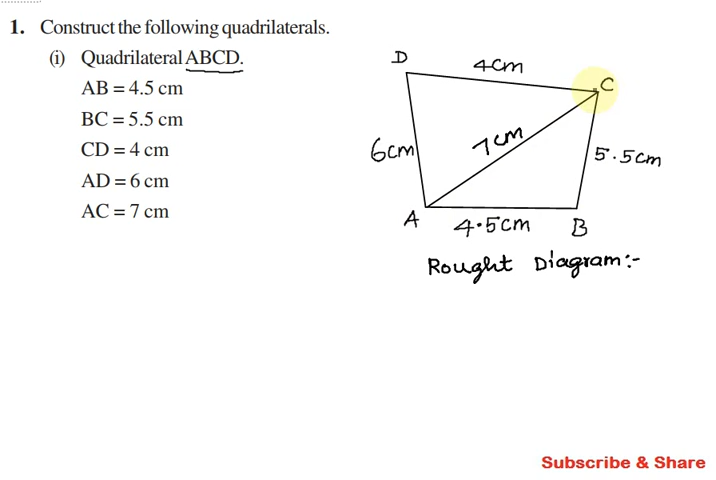 1. Construct the following quadrilaterals.
(i) Quadrilateral ABCD.
AB = 4.5 cm
BC = 5.5 cm
CD = 4 cm
AD = 6 cm
AC = 7 cm
D
4cm
C
6cm
7cm
5.5cm
A
4.5cm
B
Rought Diagram:-
Subscribe & Share